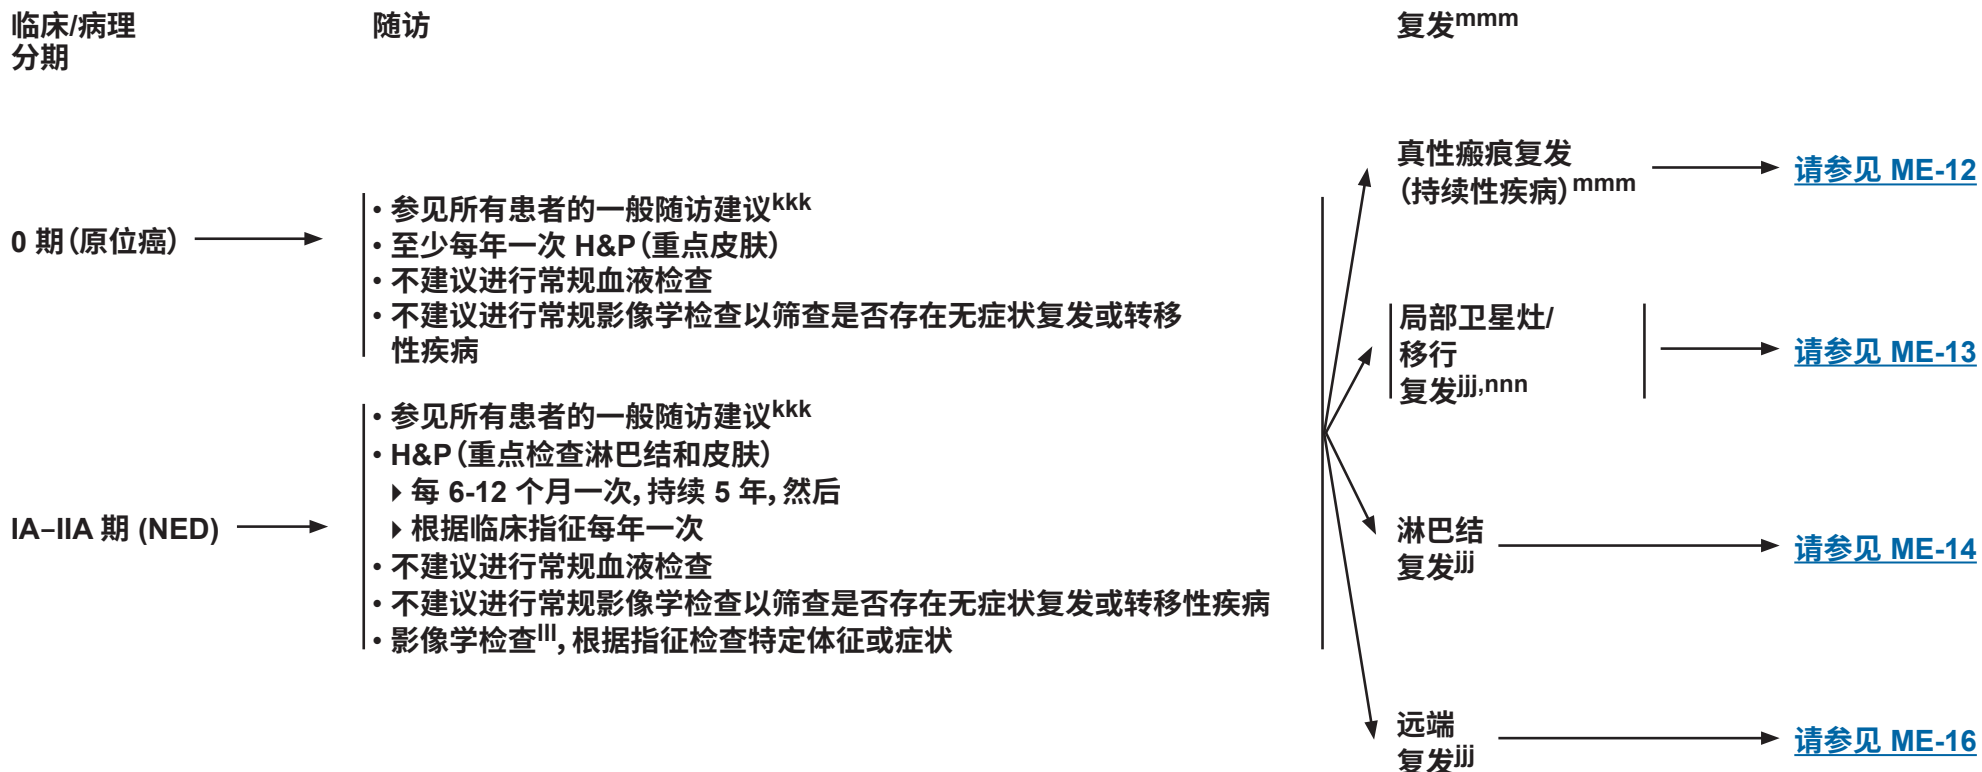 临床/病理
分期
随访
复发mmm
0 期（原位癌）
• 参见所有患者的一般随访建议kkk
• 至少每年一次 H&P（重点皮肤）
• 不建议进行常规血液检查
• 不建议进行常规影像学检查以筛查是否存在无症状复发或转移
性疾病
IA–IIA 期 (NED)
• 参见所有患者的一般随访建议kkk
• H&P（重点检查淋巴结和皮肤）
▸ 每 6-12 个月一次，持续 5 年，然后
▸ 根据临床指征每年一次
• 不建议进行常规血液检查
• 不建议进行常规影像学检查以筛查是否存在无症状复发或转移性疾病
• 影像学检查lll，根据指征检查特定体征或症状
真性瘢痕复发
（持续性疾病）mmm
请参见 ME-12
局部卫星灶/
移行
复发jjj,nnn
请参见 ME-13
淋巴结
复发jjj
请参见 ME-14
远端
复发jjj
请参见 ME-16